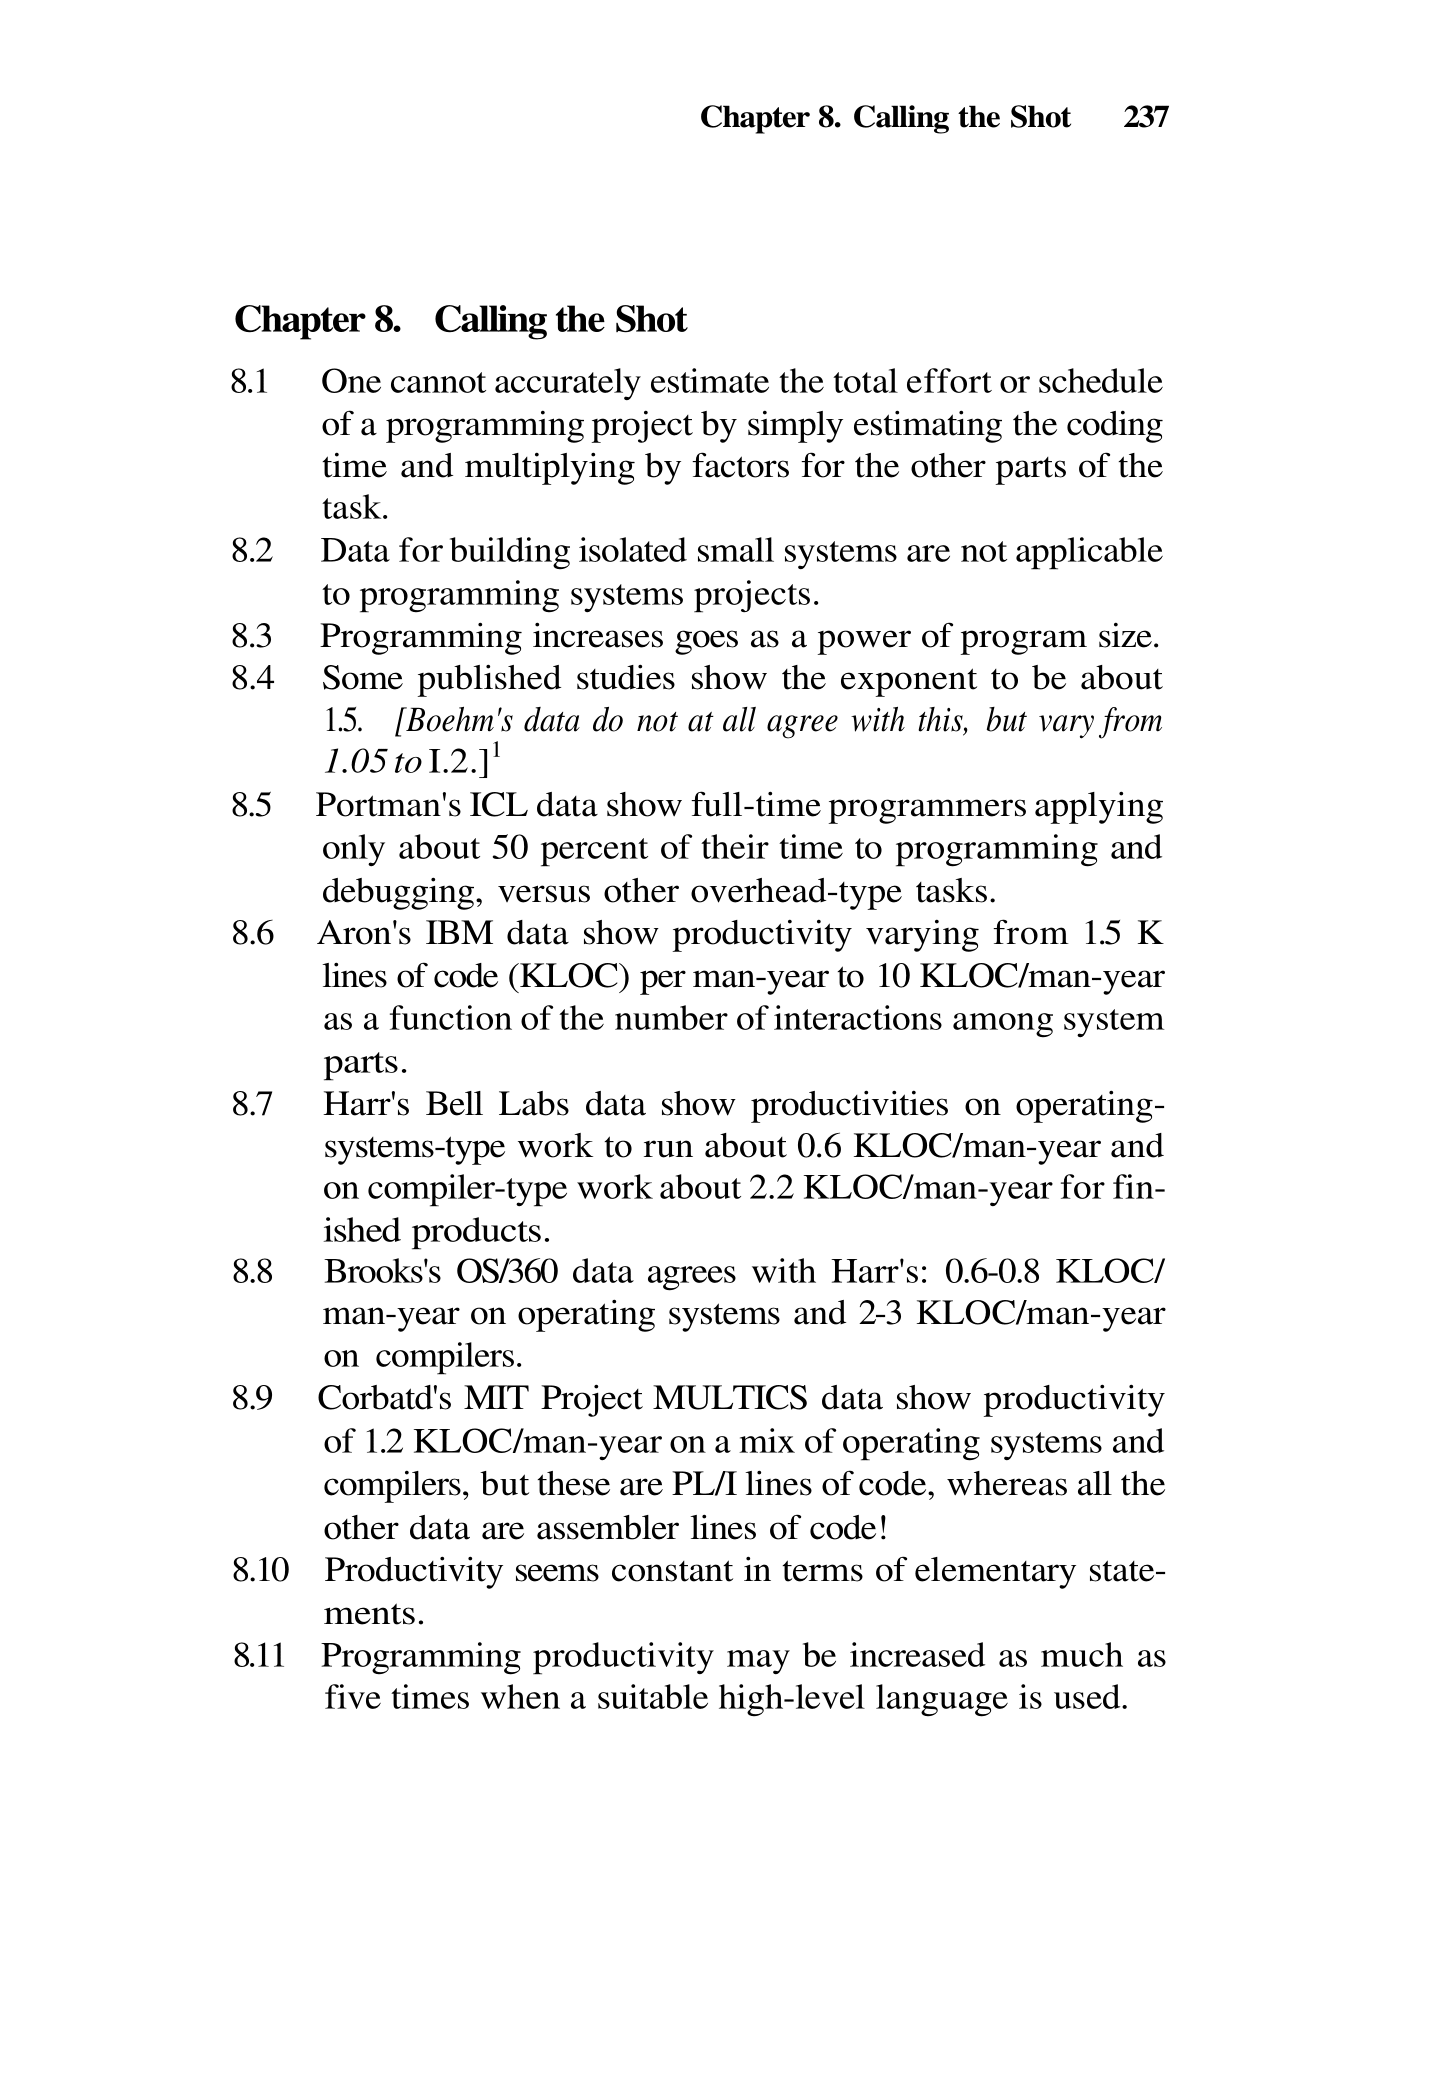 Chapter 8. Calling the Shot 237
Chapter 8. Calling the Shot
8.1 One cannot accurately estimate the total effort or schedule
of a programming project by simply estimating the coding
time and multiplying by factors for the other parts of the
task.
8.2 Data for building isolated small systems are not applicable
to programming systems projects.
8.3 Programming increases goes as a power of program size.
8.4 Some published studies show the exponent to be about
1.5. [Boehm's data do not at all agree with this, but vary from
1.05 to I.2.]¹
8.5 Portman's ICL data show full-time programmers applying
only about 50 percent of their time to programming and
debugging, versus other overhead-type tasks.
8.6 Aron's IBM data show productivity varying from 1.5 K
lines of code (KLOC) per man-year to 10 KLOC/man-year
as a function of the number of interactions among system
parts.
8.7 Harr's Bell Labs data show productivities on operating-
systems-type work to run about 0.6 KLOC/man-year and
on compiler-type work about 2.2 KLOC/man-year for fin-
ished products.
8.8 Brooks's OS/360 data agrees with Harr's: 0.6-0.8 KLOC/
man-year on operating systems and 2-3 KLOC/man-year
on compilers.
8.9 Corbatd's MIT Project MULTICS data show productivity
of 1.2 KLOC/man-year on a mix of operating systems and
compilers, but these are PL/I lines of code, whereas all the
other data are assembler lines of code!
8.10 Productivity seems constant in terms of elementary state-
ments.
8.11 Programming productivity may be increased as much as
five times when a suitable high-level language is used.